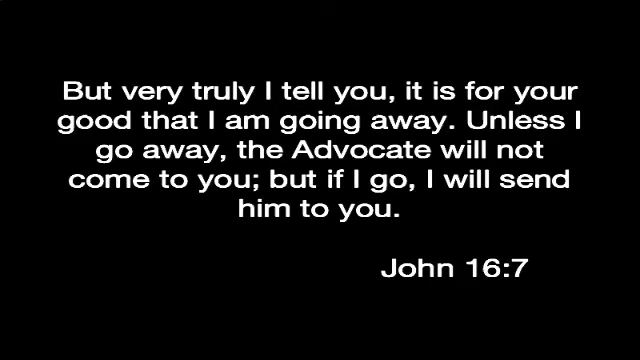 But very truly I tell you, it is for your
good that I am going away. Unless I
go away, the Advocate will not
come to you; but if I go, I will send
him to you.
John 16:7